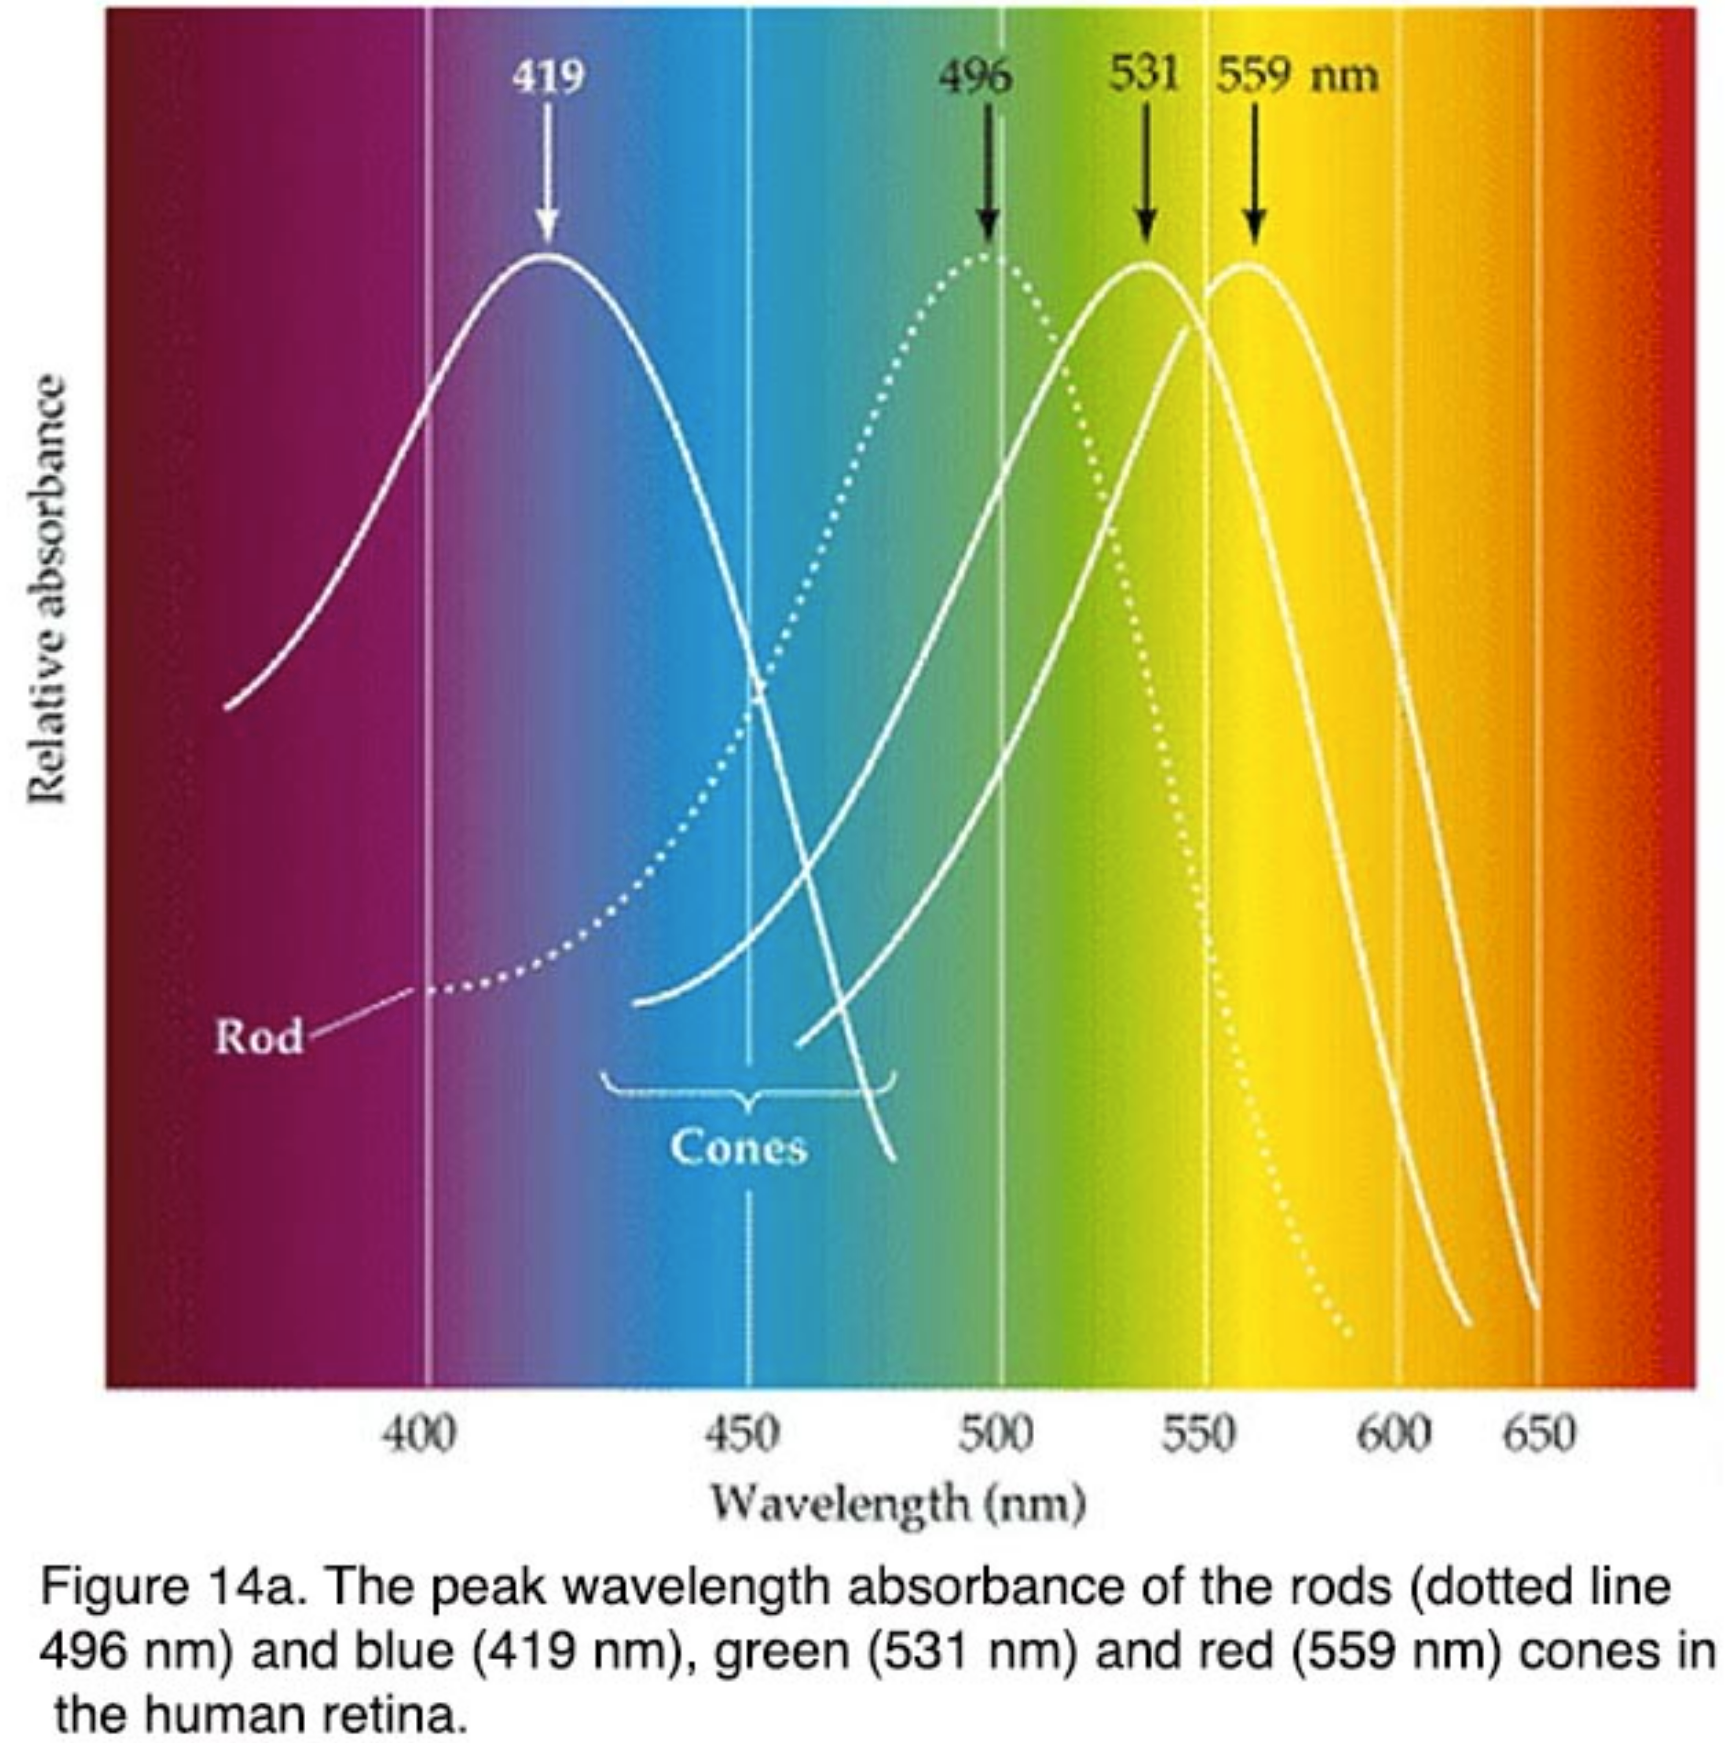 419
496 531 559 nm
Relative absorbance
Rod
Cones
400 450 500 550 600 650
Wavelength (nm)
Figure 14a. The peak wavelength absorbance of the rods (dotted line
496 nm) and blue (419 nm), green (531 nm) and red (559 nm) cones in
the human retina.